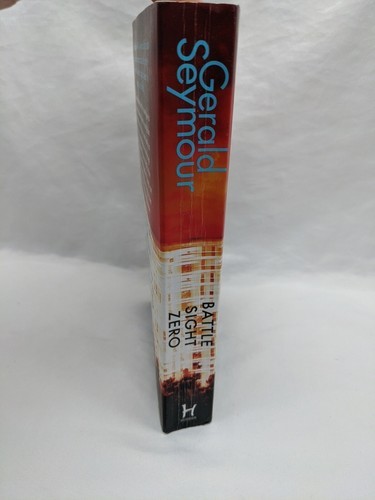 Gerald
Seymour
BATTLE
SIGHT
ZERO
H